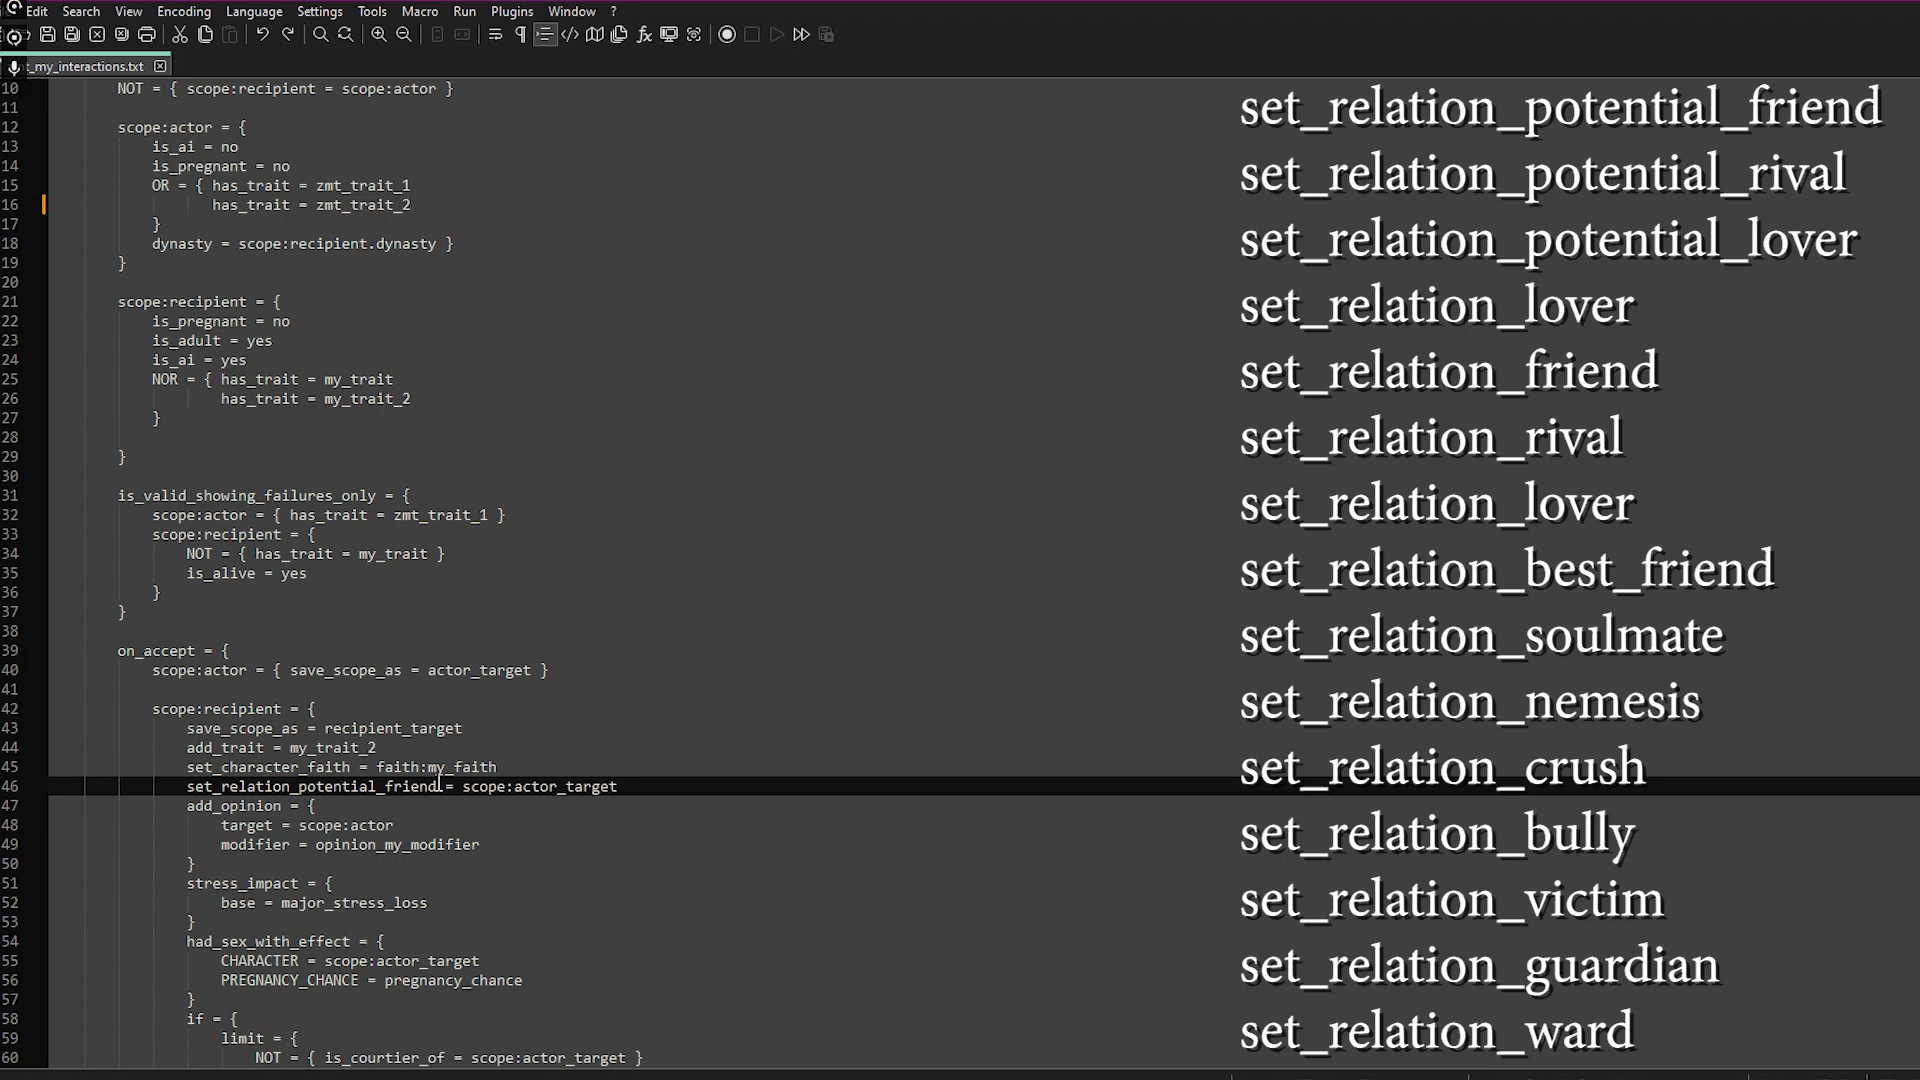 Edit Search View Encoding Language Settings Tools Macro Run Plugins Window ?
_my_interactions.txt
10 NOT = { scope:recipient = scope:actor }
11
12 scope:actor = {
13 is_ai = no
14 is_pregnant = no
15 OR = { has_trait = zmt_trait_1
16 has_trait = zmt_trait_2
17 }
18 dynasty = scope:recipient.dynasty }
19 }
20
21 scope:recipient = {
22 is_pregnant = no
23 is_adult = yes
24 is_ai = yes
25 NOR = { has_trait = my_trait
26 has_trait = my_trait_2
27 }
28
29 }
30
31 is_valid_showing_failures_only = {
32 scope:actor = { has_trait = zmt_trait_1 }
33 scope:recipient = {
34 NOT = { has_trait = my_trait }
35 is_alive = yes
36 }
37 }
38
39 on_accept = {
40 scope:actor = { save_scope_as = actor_target }
41
42 scope:recipient = {
43 save_scope_as = recipient_target
44 add_trait = my_trait_2
45 set_character_faith = faith:my_faith
46 set_relation_potential_friend = scope:actor_target
47 add_opinion = {
48 target = scope:actor
49 modifier = opinion_my_modifier
50 }
51 stress_impact = {
52 base = major_stress_loss
53 }
54 had_sex_with_effect = {
55 CHARACTER = scope:actor_target
56 PREGNANCY_CHANCE = pregnancy_chance
57 }
58 if = {
59 limit = {
60 NOT = { is_courtier_of = scope:actor_target }
set_relation_potential_friend
set_relation_potential_rival
set_relation_potential_lover
set_relation_lover
set_relation_friend
set_relation_rival
set_relation_lover
set_relation_best_friend
set_relation_soulmate
set_relation_nemesis
set_relation_crush
set_relation_bully
set_relation_victim
set_relation_guardian
set_relation_ward